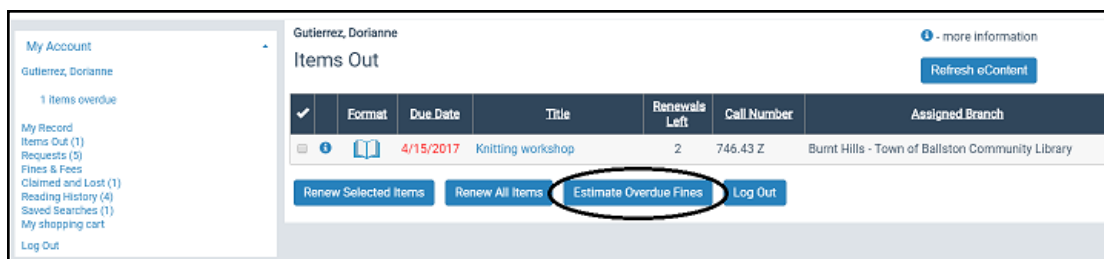 My Account
Gutierrez, Dorianne
1 items overdue
My Record
Items Out (1)
Requests (5)
Fines & Fees
Claimed and Lost (1)
Reading History (4)
Saved Searches (1)
My shopping cart
Log Out
Gutierrez, Dorianne
Items Out
- more information
Refresh eContent
Format Due Date Title Renewals Left Call Number Assigned Branch
4/15/2017 Knitting workshop 2 746.43 Z Burnt Hills - Town of Ballston Community Library
Renew Selected Items Renew All Items Estimate Overdue Fines Log Out